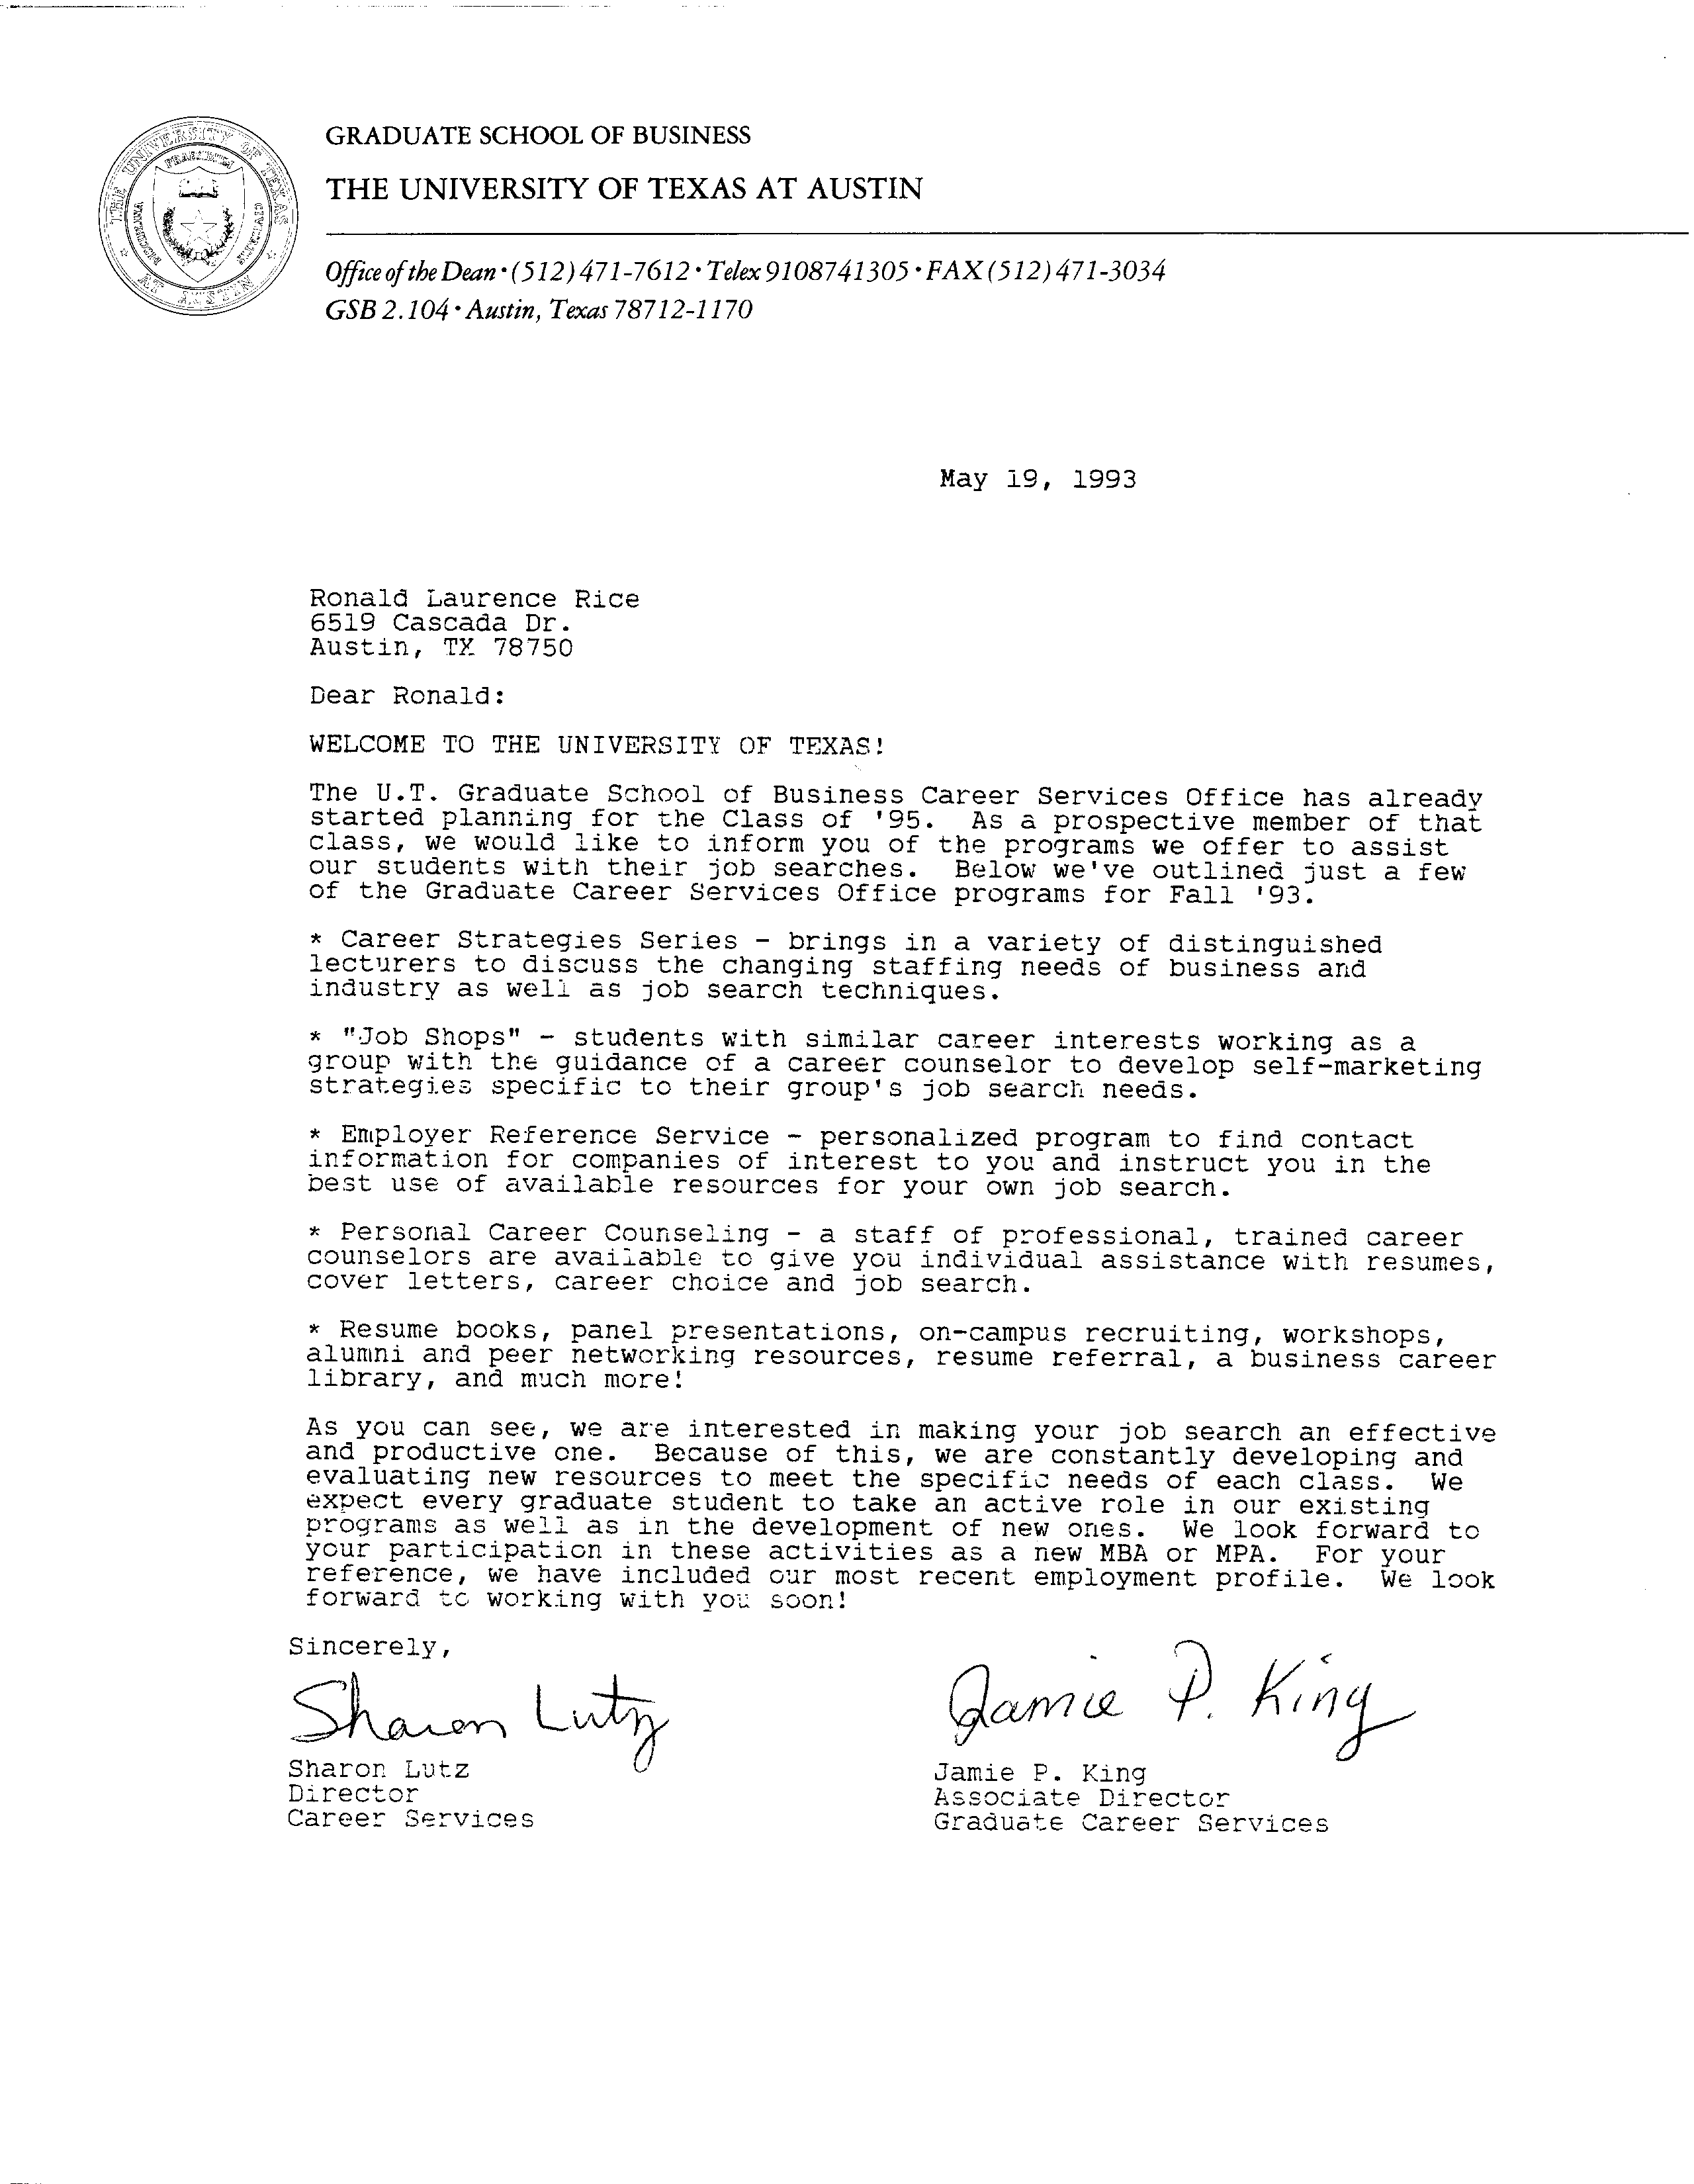 THE UNIVERSITY OF TEXAS
AT AUSTIN
GRADUATE SCHOOL OF BUSINESS
THE UNIVERSITY OF TEXAS AT AUSTIN
Office of the Dean • (512) 471-7612 • Telex 9108741305 • FAX (512) 471-3034
GSB 2.104 • Austin, Texas 78712-1170
May 19, 1993
Ronald Laurence Rice
6519 Cascada Dr.
Austin, TX 78750
Dear Ronald:
WELCOME TO THE UNIVERSITY OF TEXAS!
The U.T. Graduate School of Business Career Services Office has already
started planning for the Class of '95.  As a prospective member of that
class, we would like to inform you of the programs we offer to assist
our students with their job searches.  Below we've outlined just a few
of the Graduate Career Services Office programs for Fall '93.
* Career Strategies Series - brings in a variety of distinguished
lecturers to discuss the changing staffing needs of business and
industry as well as job search techniques.
* "Job Shops" - students with similar career interests working as a
group with the guidance of a career counselor to develop self-marketing
strategies specific to their group's job search needs.
* Employer Reference Service - personalized program to find contact
information for companies of interest to you and instruct you in the
best use of available resources for your own job search.
* Personal Career Counseling - a staff of professional, trained career
counselors are available to give you individual assistance with resumes,
cover letters, career choice and job search.
* Resume books, panel presentations, on-campus recruiting, workshops,
alumni and peer networking resources, resume referral, a business career
library, and much more!
As you can see, we are interested in making your job search an effective
and productive one.  Because of this, we are constantly developing and
evaluating new resources to meet the specific needs of each class.  We
expect every graduate student to take an active role in our existing
programs as well as in the development of new ones.  We look forward to
your participation in these activities as a new MBA or MPA.  For your
reference, we have included our most recent employment profile.  We look
forward to working with you soon!
Sincerely,
Sharon Lutz
Jamie P. King
Sharon Lutz
Director
Career Services
Jamie P. King
Associate Director
Graduate Career Services